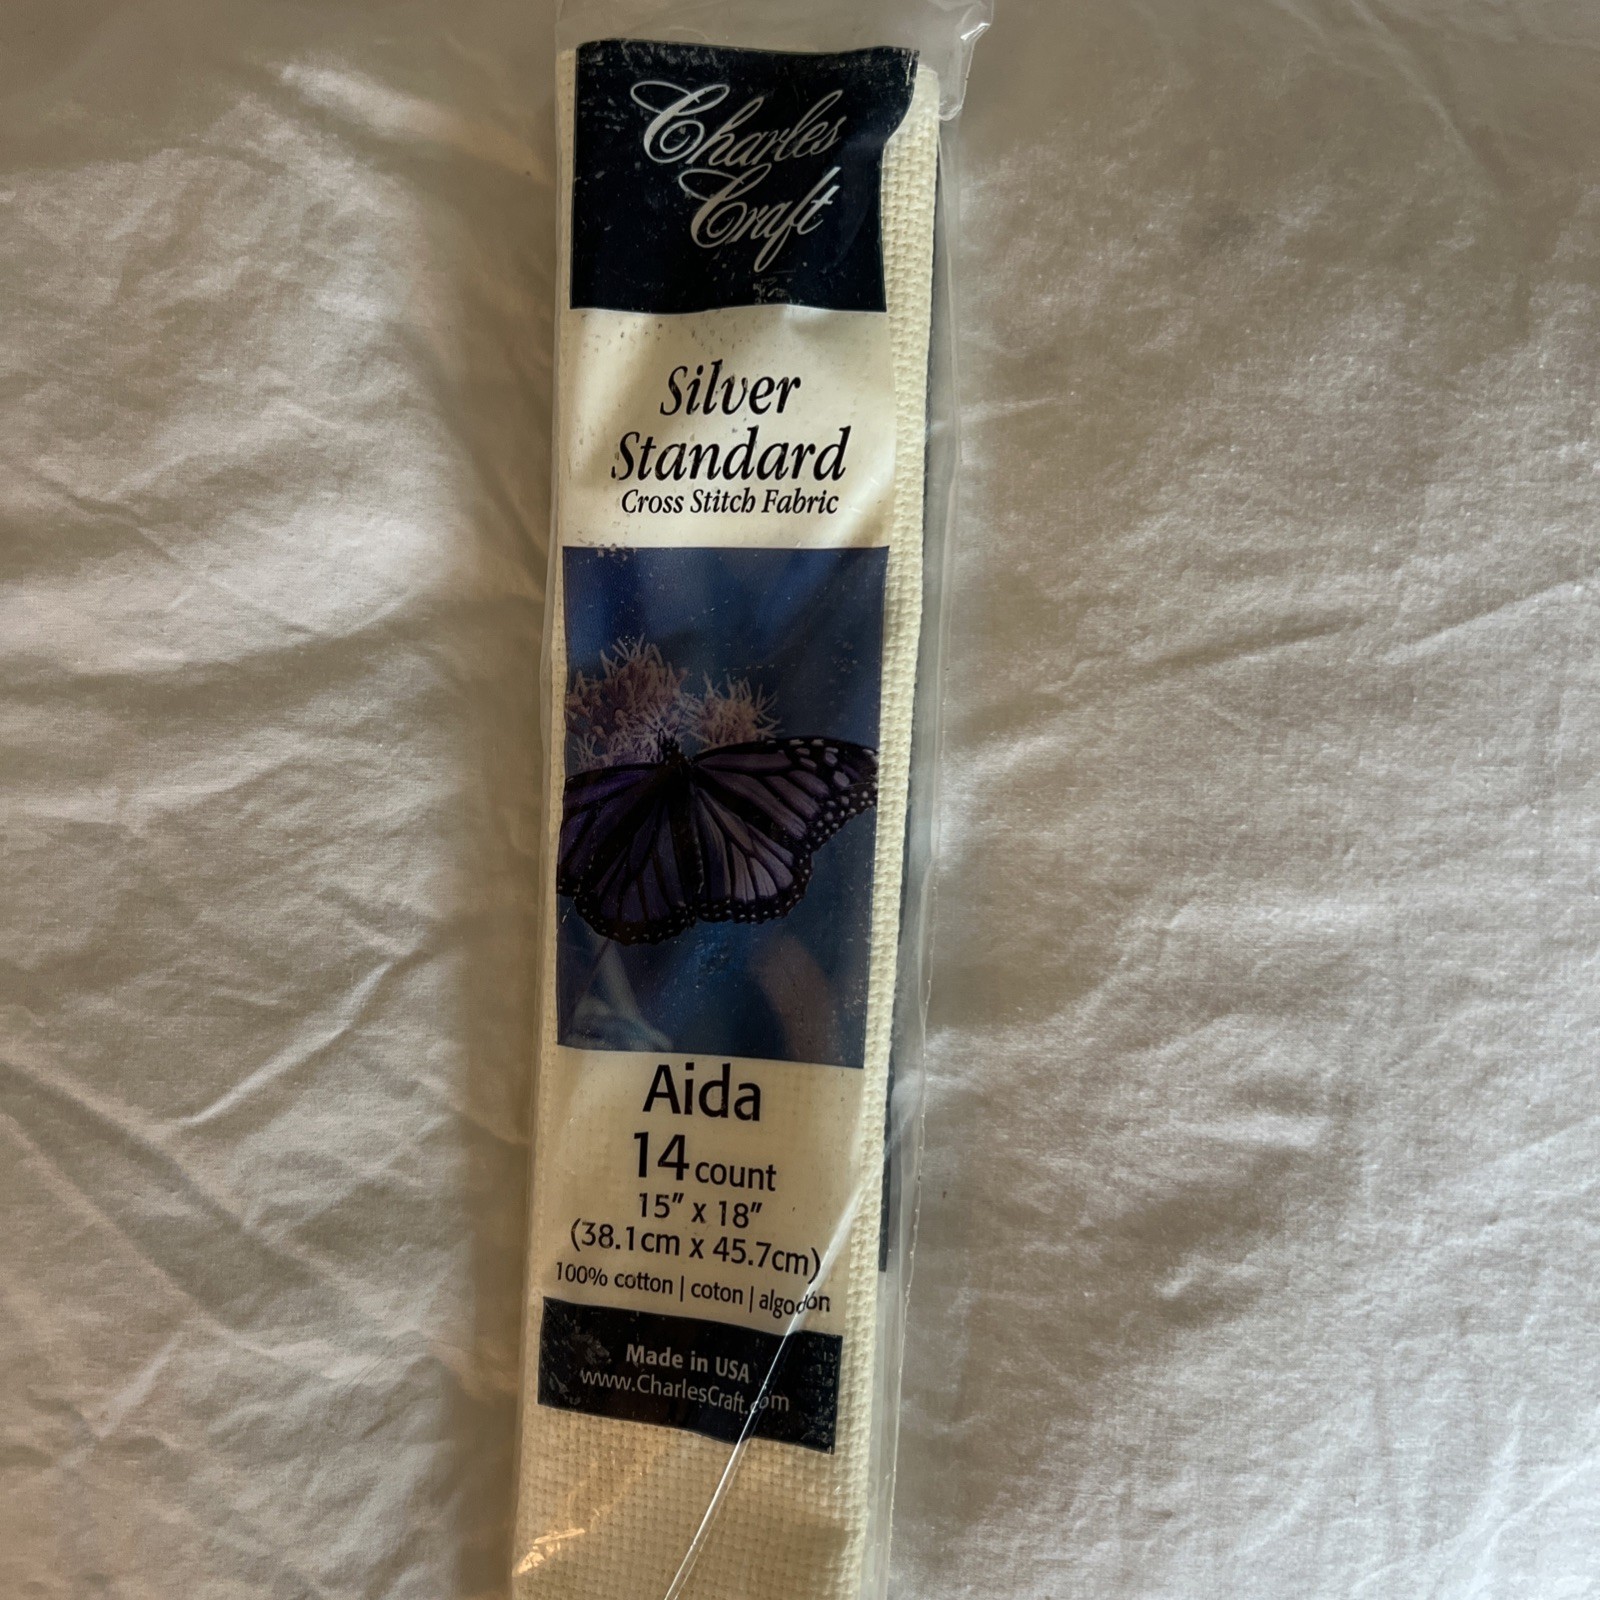 Charles
Craft
Silver
Standard
Cross Stitch Fabric
Aida
14 count
15" x 18"
(38.1cm x 45.7cm)
100% cotton | coton | algodón
Made in USA
www.CharlesCraft.com